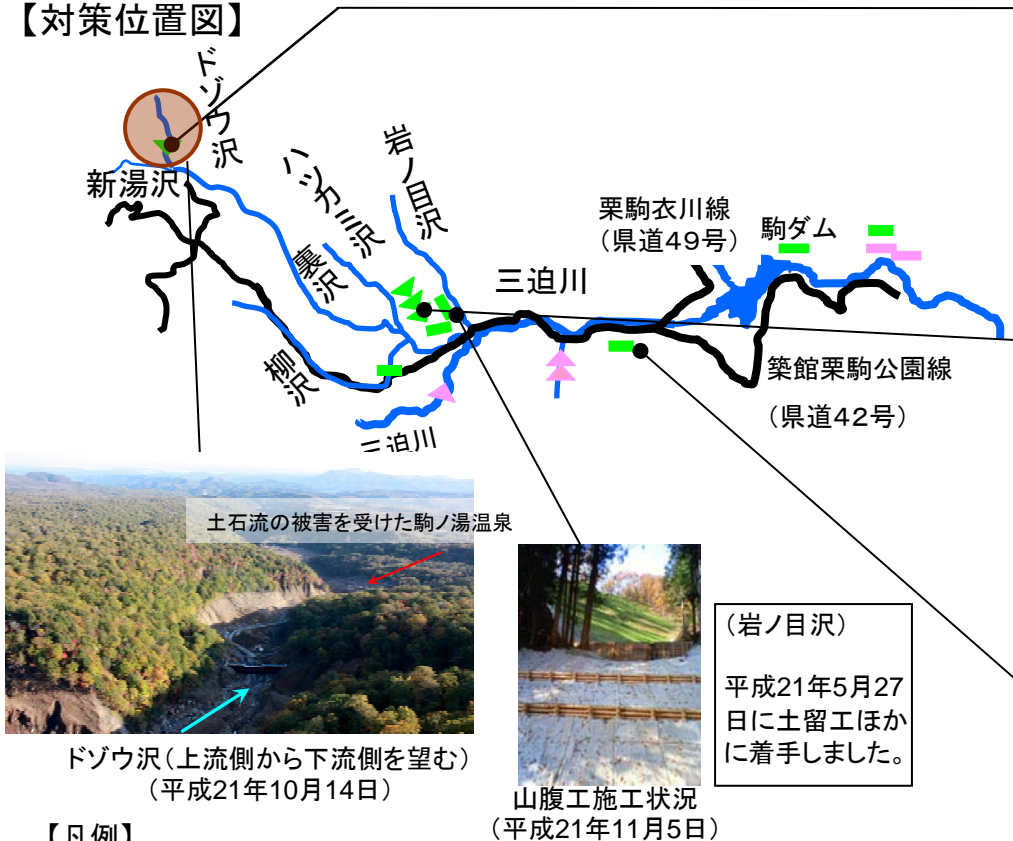 【対策位置図】
ドゾウ沢
新湯沢
ハツカニ沢
岩ノ目沢
裏沢
柳沢
三迫川
三迫川
栗駒衣川線
（県道49号）
駒ダム
築館栗駒公園線
（県道42号）
土石流の被害を受けた駒ノ湯温泉
ドゾウ沢（上流側から下流側を望む）
（平成21年10月14日）
山腹工施工状況
（平成21年11月5日）
（岩ノ目沢）
平成21年5月27
日に土留工ほか
に着手しました。
【凡例】